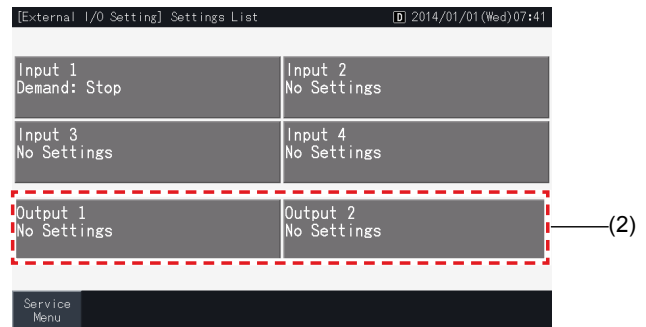 [External I/O Setting] Settings List
D 2014/01/01(Wed)07:41
Input 1
Demand: Stop
Input 2
No Settings
Input 3
No Settings
Input 4
No Settings
Output 1
No Settings
Output 2
No Settings
(2)
Service
Menu